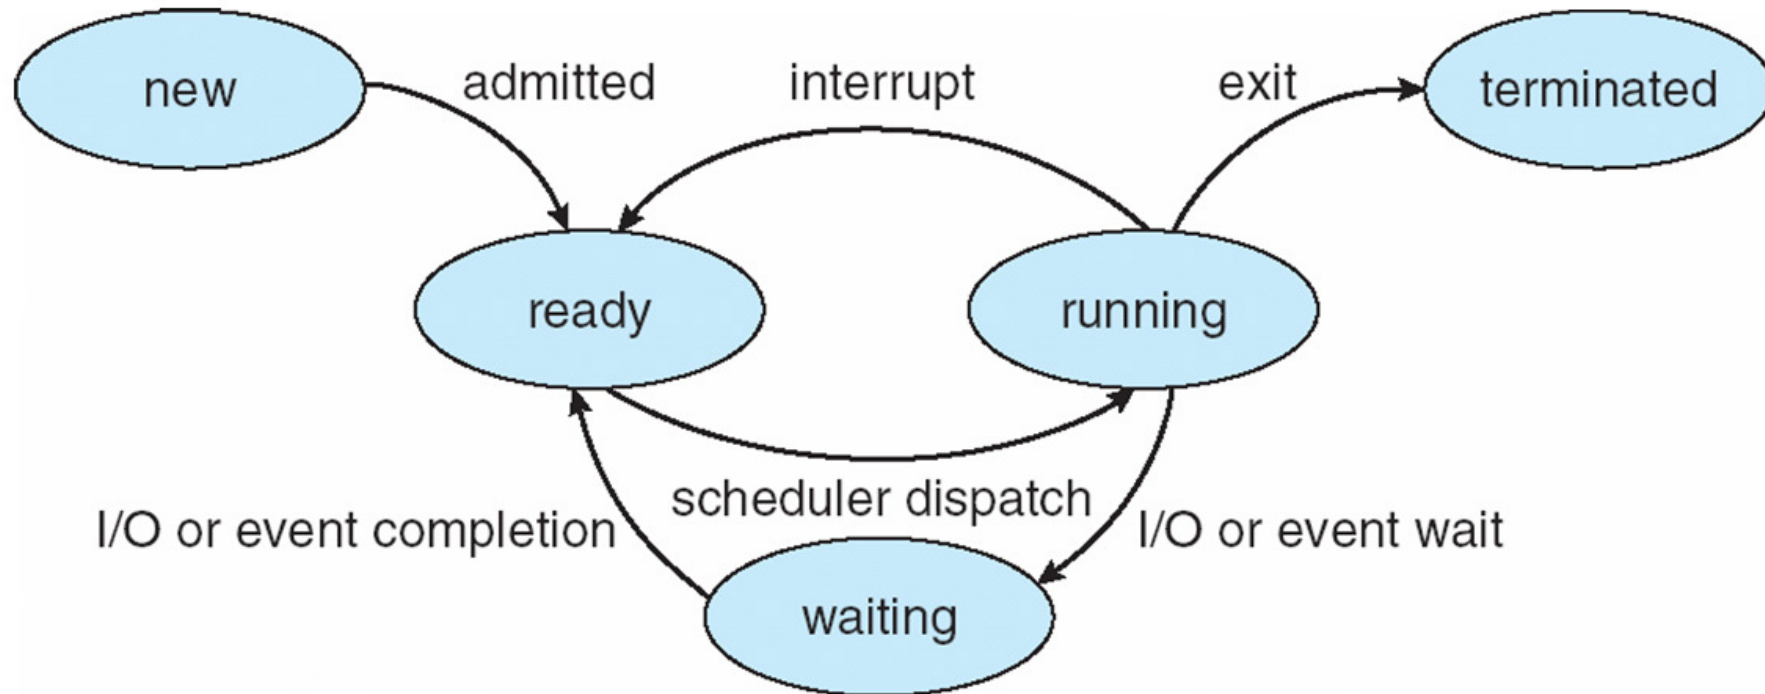 new
admitted
interrupt
exit
terminated
ready
running
scheduler dispatch
I/O or event completion
I/O or event wait
waiting